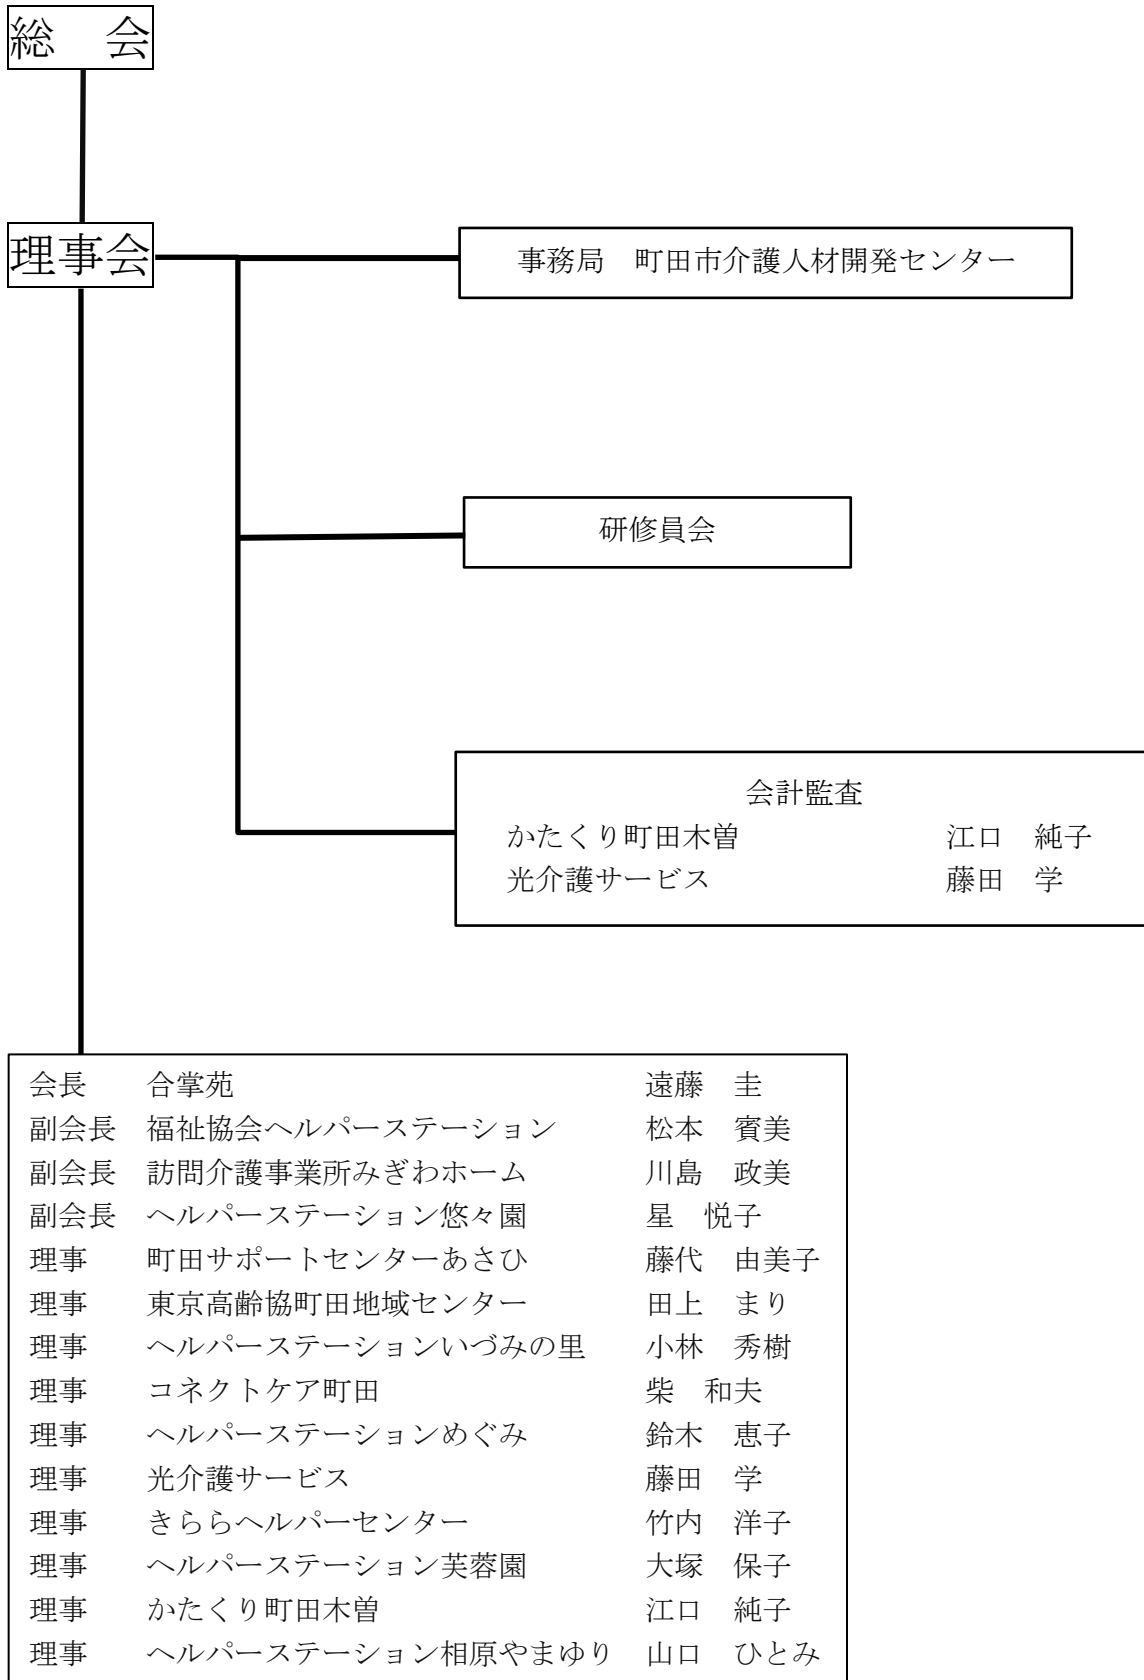 総　会
理事会
事務局　町田市介護人材開発センター
研修員会
会計監査
かたくり町田木曽　江口　純子
光介護サービス　藤田　学
会長　合掌苑　遠藤　圭
副会長　福祉協会ヘルパーステーション　松本　賓美
副会長　訪問介護事業所みぎわホーム　川島　政美
副会長　ヘルパーステーション悠々園　星　悦子
理事　町田サポートセンターあさひ　藤代　由美子
理事　東京高齢協町田地域センター　田上　まり
理事　ヘルパーステーションいづみの里　小林　秀樹
理事　コネクトケア町田　柴　和夫
理事　ヘルパーステーションめぐみ　鈴木　恵子
理事　光介護サービス　藤田　学
理事　きららヘルパーセンター　竹内　洋子
理事　ヘルパーステーション芙蓉園　大塚　保子
理事　かたくり町田木曽　江口　純子
理事　ヘルパーステーション相原やまゆり　山口　ひとみ